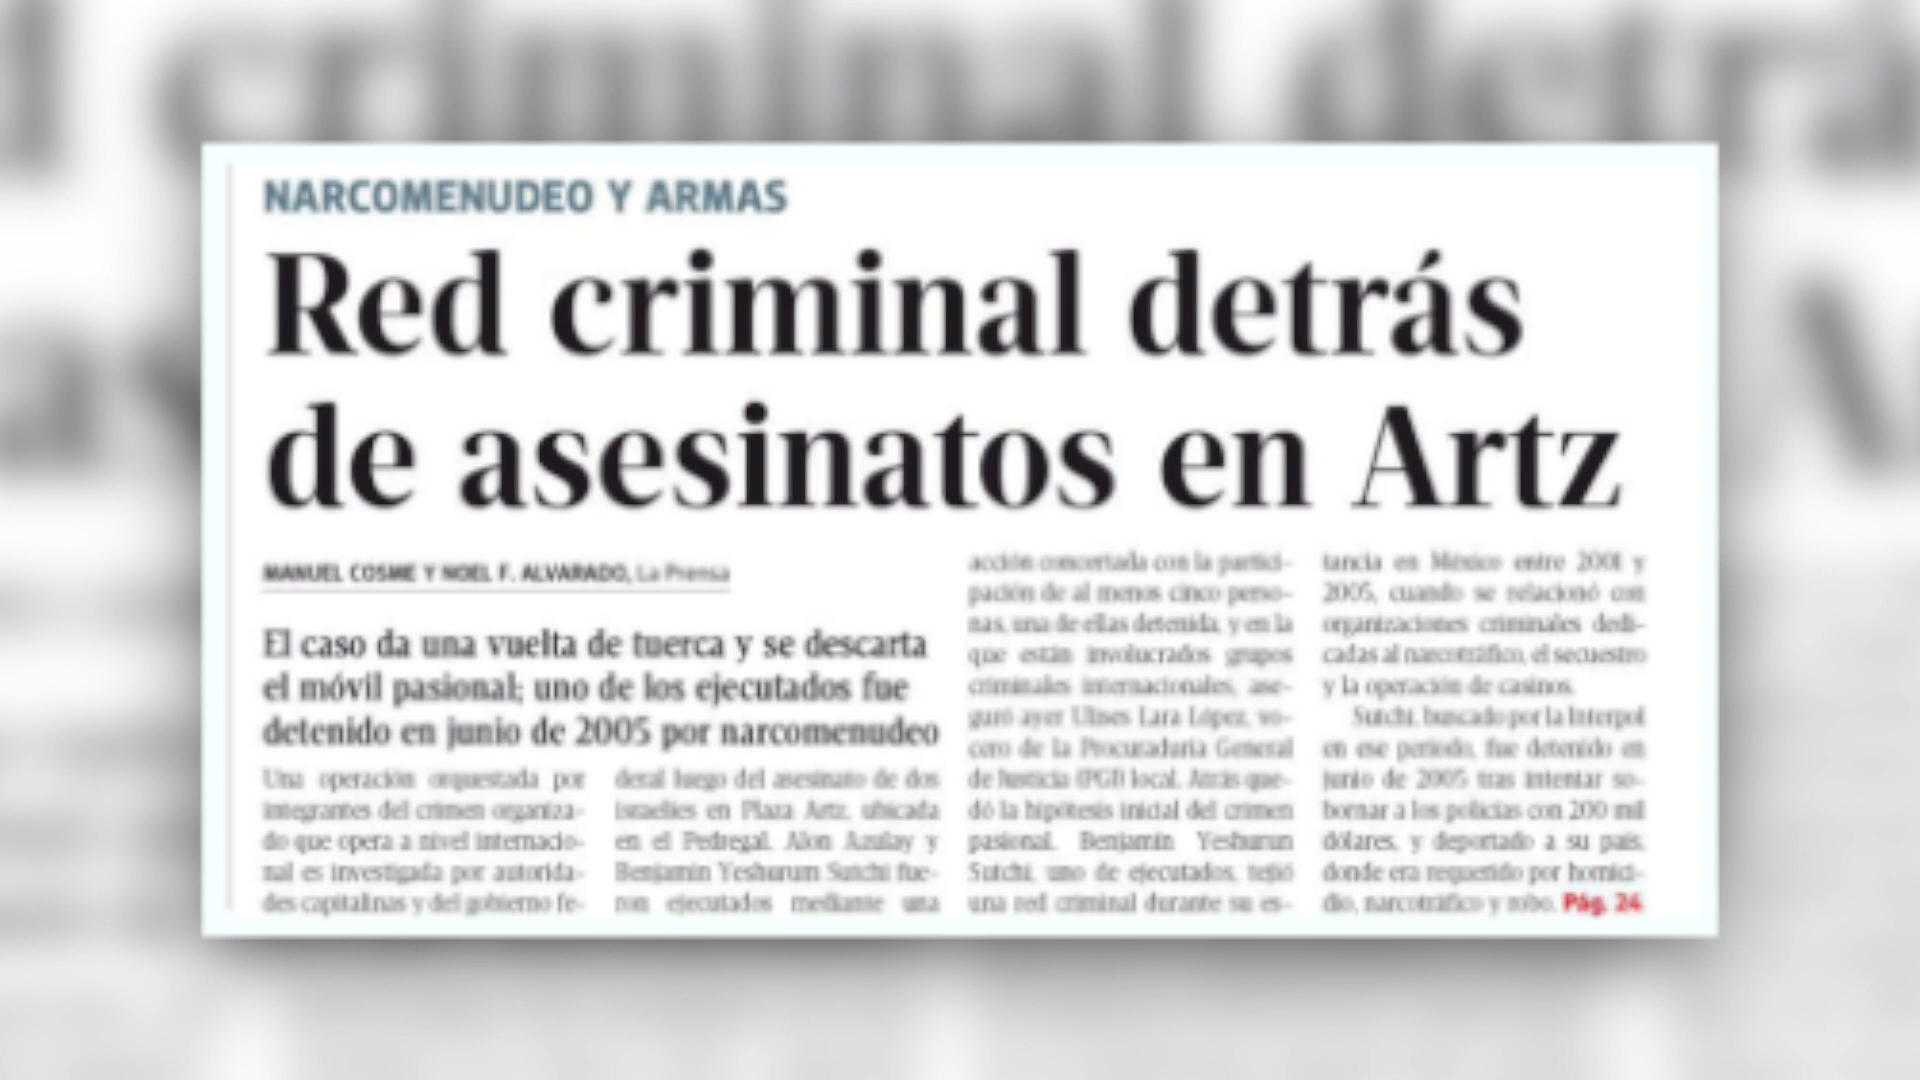 NARCOMENUDEO Y ARMAS
Red criminal detrás
de asesinatos en Artz
MANUEL COSME Y NOEL F. ALVARADO, La Prensa
El caso da una vuelta de tuerca y se descarta
el móvil pasional; uno de los ejecutados fue
detenido en junio de 2005 por narcomenudeo
Una operación orquestada por
integrantes del crimen organiza-
do que opera a nivel internacio-
nal es investigada por autorida-
des capitalinas y del gobierno fe-
deral luego del asesinato de dos
israelíes en Plaza Artz, ubicada
en el Pedregal. Alon Azulay y
Benjamín Yeshurum Sutchi fue-
ron ejecutados mediante una
acción concertada con la partici-
pación de al menos cinco perso-
nas, una de ellas detenida, y en la
que están involucrados grupos
criminales internacionales, ase-
guró ayer Ulises Lara López, vo-
cero de la Procuraduría General
de Justicia (PGJ) local. Atrás que-
dó la hipótesis inicial del crimen
pasional. Benjamín Yeshurun
Sutchi, uno de ejecutados, tejió
una red criminal durante su es-
tancia en México entre 2001 y
2005, cuando se relacionó con
organizaciones criminales dedi-
cadas al narcotráfico, el secuestro
y la operación de casinos.
Sutchi, buscado por la Interpol
en ese periodo, fue detenido en
junio de 2005 tras intentar so-
bornar a los policías con 200 mil
dólares, y deportado a su país,
donde era requerido por homici-
dio, narcotráfico y robo. Pág. 24